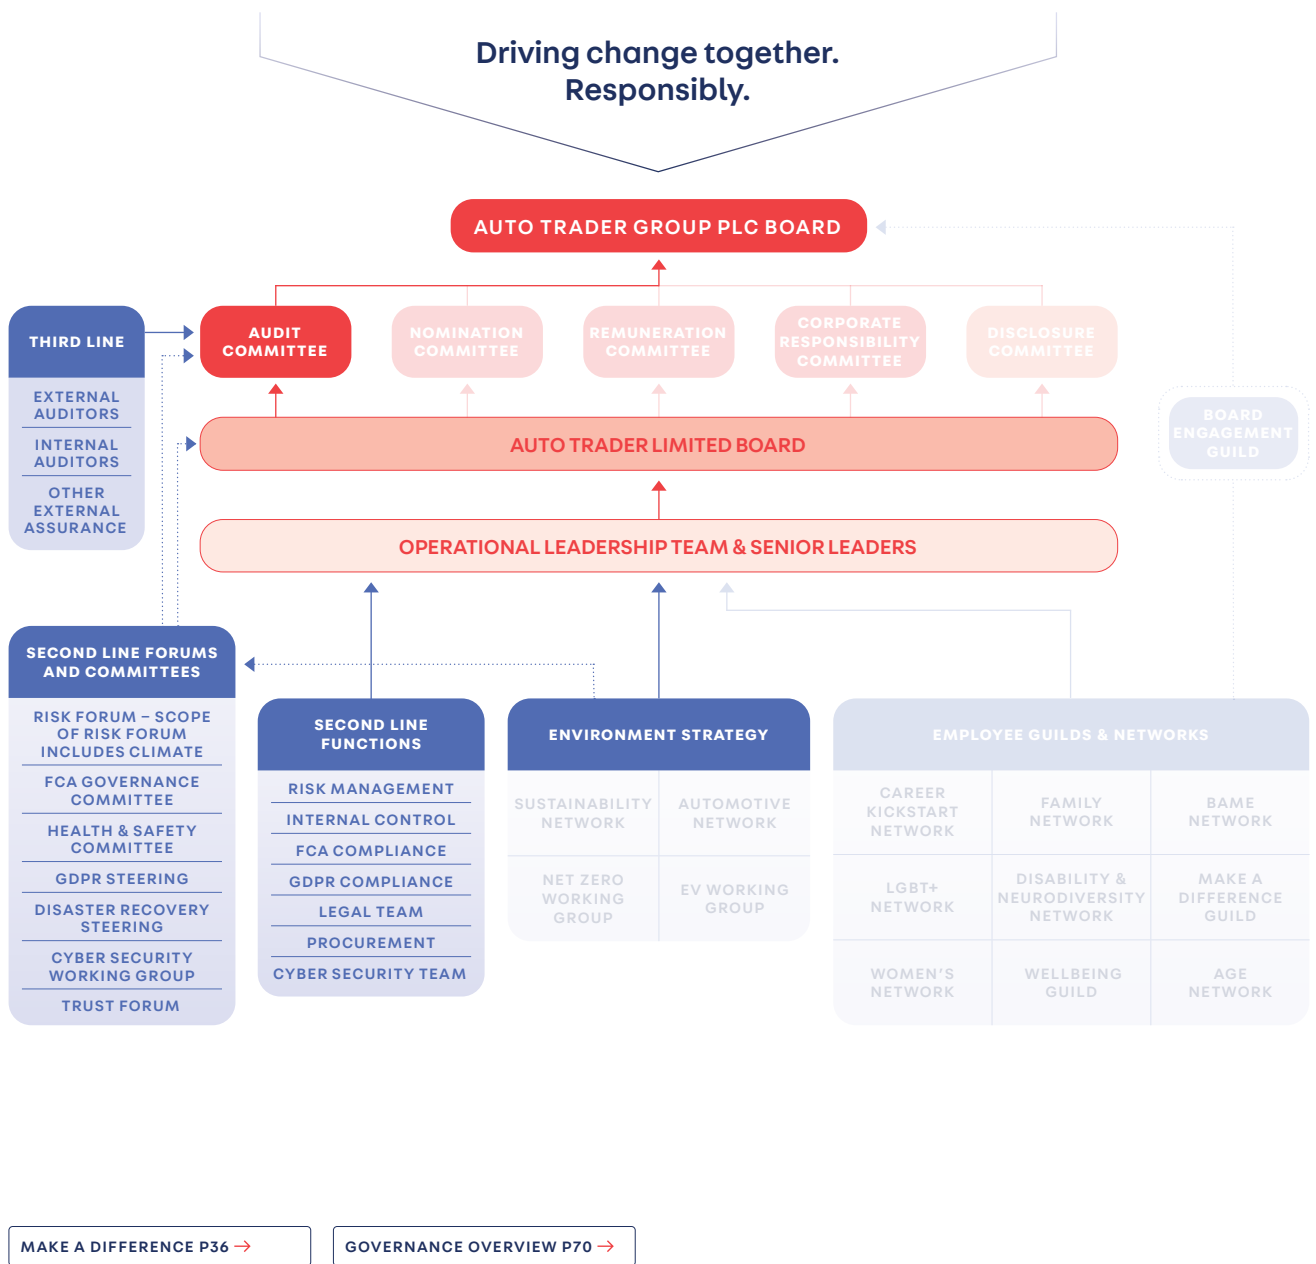 Driving change together.
Responsibly.
AUTO TRADER GROUP PLC BOARD
THIRD LINE
EXTERNAL
AUDITORS
INTERNAL
AUDITORS
OTHER
EXTERNAL
ASSURANCE
AUDIT
COMMITTEE
NOMINATION
COMMITTEE
REMUNERATION
COMMITTEE
CORPORATE
RESPONSIBILITY
COMMITTEE
DISCLOSURE
COMMITTEE
AUTO TRADER LIMITED BOARD
BOARD
ENGAGEMENT
GUILD
OPERATIONAL LEADERSHIP TEAM & SENIOR LEADERS
SECOND LINE FORUMS
AND COMMITTEES
RISK FORUM – SCOPE
OF RISK FORUM
INCLUDES CLIMATE
FCA GOVERNANCE
COMMITTEE
HEALTH & SAFETY
COMMITTEE
GDPR STEERING
DISASTER RECOVERY
STEERING
CYBER SECURITY
WORKING GROUP
TRUST FORUM
SECOND LINE
FUNCTIONS
RISK MANAGEMENT
INTERNAL CONTROL
FCA COMPLIANCE
GDPR COMPLIANCE
LEGAL TEAM
PROCUREMENT
CYBER SECURITY TEAM
ENVIRONMENT STRATEGY
SUSTAINABILITY
NETWORK
AUTOMOTIVE
NETWORK
NET ZERO
WORKING
GROUP
EV WORKING
GROUP
EMPLOYEE GUILDS & NETWORKS
CAREER
KICKSTART
NETWORK
FAMILY
NETWORK
BAME
NETWORK
LGBT+
NETWORK
DISABILITY &
NEURODIVERSITY
NETWORK
MAKE A
DIFFERENCE
GUILD
WOMEN'S
NETWORK
WELLBEING
GUILD
AGE
NETWORK
MAKE A DIFFERENCE P36 →
GOVERNANCE OVERVIEW P70 →